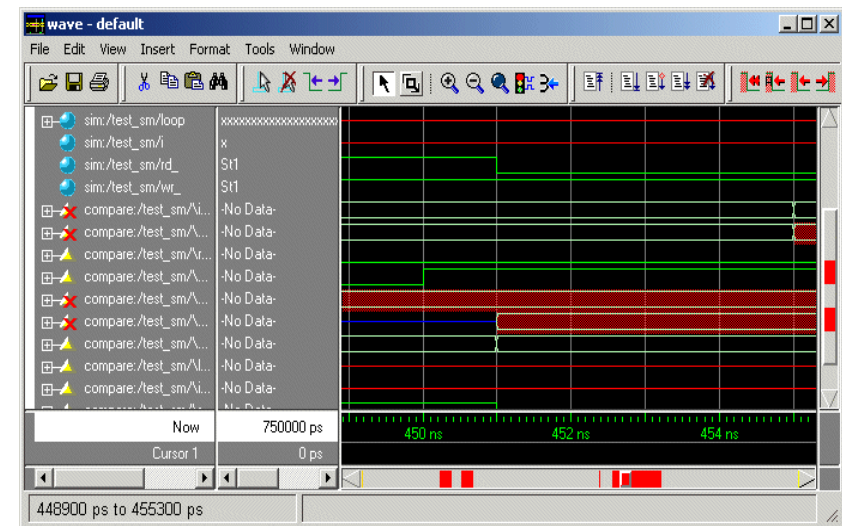 wave - default
File Edit View Insert Format Tools Window
sim:/test_sm/loop xxxxxxxxxxxxxxxxxxxx
sim:/test_sm/i x
sim:/test_sm/rd_ St1
sim:/test_sm/wr_ St1
compare:/test_sm/\i... -No Data-
compare:/test_sm/\... -No Data-
compare:/test_sm/\r... -No Data-
compare:/test_sm/\... -No Data-
compare:/test_sm/\... -No Data-
compare:/test_sm/\... -No Data-
compare:/test_sm/\... -No Data-
compare:/test_sm/\l... -No Data-
compare:/test_sm/\i... -No Data-
Now 750000 ps 450 ns 452 ns 454 ns
Cursor 1 0 ps
448900 ps to 455300 ps